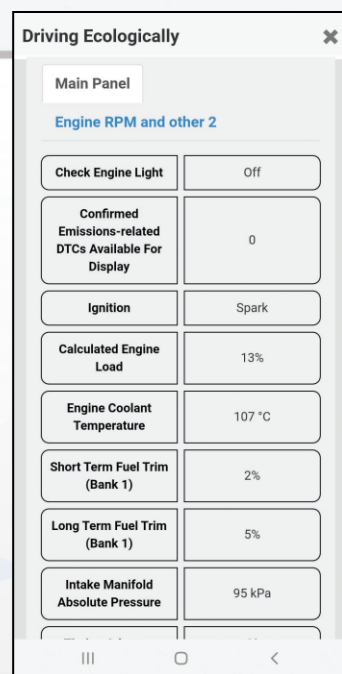 Driving Ecologically
Main Panel
Engine RPM and other 2
Check Engine Light
Off
Confirmed
Emissions-related
DTCs Available For
Display
0
Ignition
Spark
Calculated Engine
Load
13%
Engine Coolant
Temperature
107 °C
Short Term Fuel Trim
(Bank 1)
2%
Long Term Fuel Trim
(Bank 1)
5%
Intake Manifold
Absolute Pressure
95 kPa